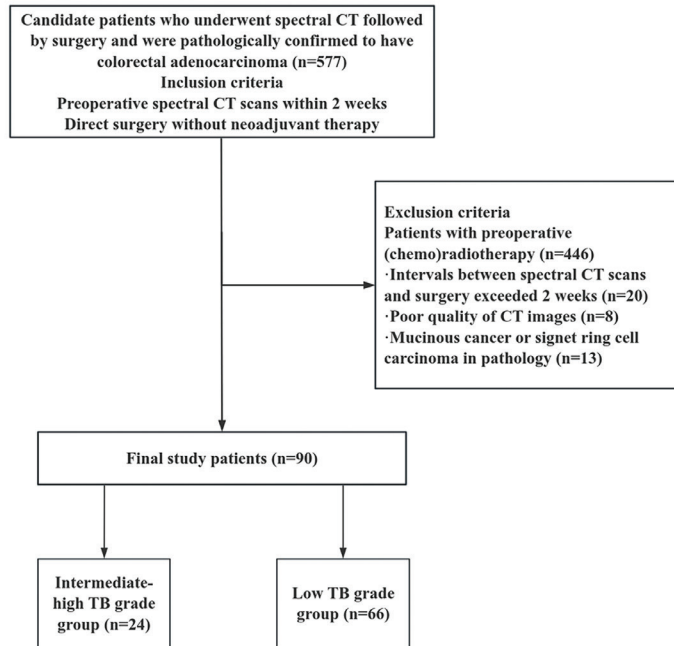 Candidate patients who underwent spectral CT followed
by surgery and were pathologically confirmed to have
colorectal adenocarcinoma (n=577)
Inclusion criteria
Preoperative spectral CT scans within 2 weeks
Direct surgery without neoadjuvant therapy
Exclusion criteria
Patients with preoperative
(chemo)radiotherapy (n=446)
·Intervals between spectral CT scans
and surgery exceeded 2 weeks (n=20)
·Poor quality of CT images (n=8)
·Mucinous cancer or signet ring cell
carcinoma in pathology (n=13)
Final study patients (n=90)
Intermediate-
high TB grade
group (n=24)
Low TB grade
group (n=66)